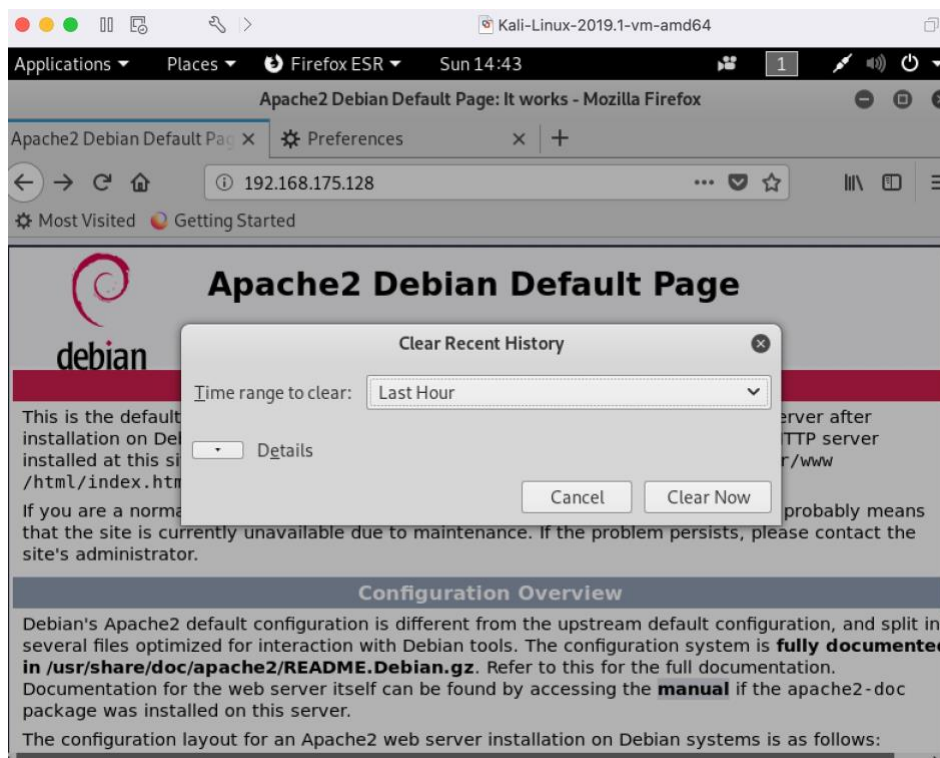 Kali-Linux-2019.1-vm-amd64
Applications Places Firefox ESR Sun 14:43 1
Apache2 Debian Default Page: It works - Mozilla Firefox
Apache2 Debian Default Pag Preferences
192.168.175.128
Most Visited Getting Started
Apache2 Debian Default Page
debian
Clear Recent History
Time range to clear: Last Hour
Details
Cancel Clear Now
This is the default erver after
installation on Del TTP server
installed at this si r/www
/html/index.htm
If you are a norma probably means
that the site is currently unavailable due to maintenance. If the problem persists, please contact the
site's administrator.
Configuration Overview
Debian's Apache2 default configuration is different from the upstream default configuration, and split in
several files optimized for interaction with Debian tools. The configuration system is fully documented
in /usr/share/doc/apache2/README.Debian.gz. Refer to this for the full documentation.
Documentation for the web server itself can be found by accessing the manual if the apache2-doc
package was installed on this server.
The configuration layout for an Apache2 web server installation on Debian systems is as follows: